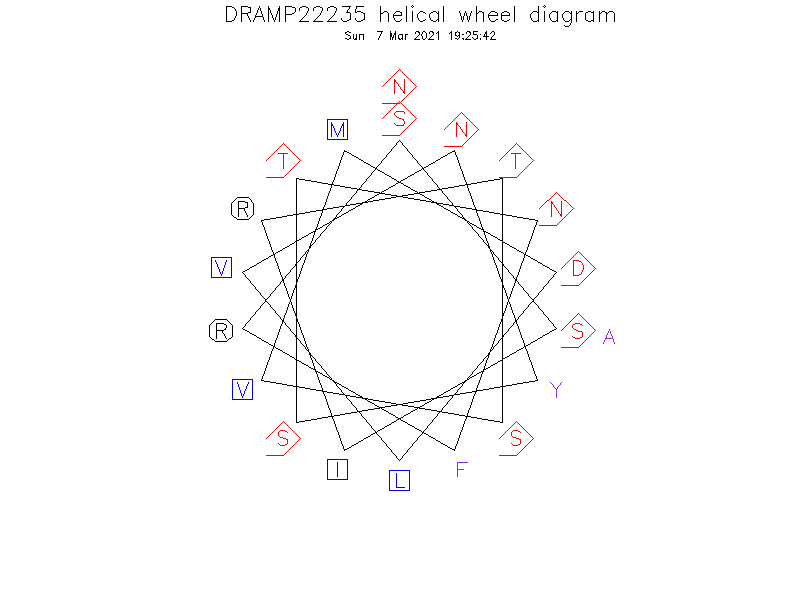 DRAMP22235 helical wheel diagram
Sun 7 Mar 2021 19:25:42
N
S
M N
T T
R N
V D
R S A
V Y
S S
I F
L